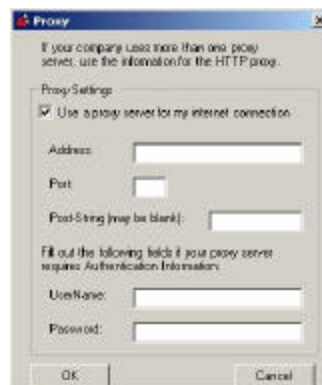 Proxy
If your company uses more than one proxy
server, use the information for the HTTP proxy.
Proxy Settings
Use a proxy server for my internet connection
Address:
Port:
Post-String (may be blank):
Fill out the following fields if your proxy server
requires Authentication Information:
UserName:
Password:
OK
Cancel